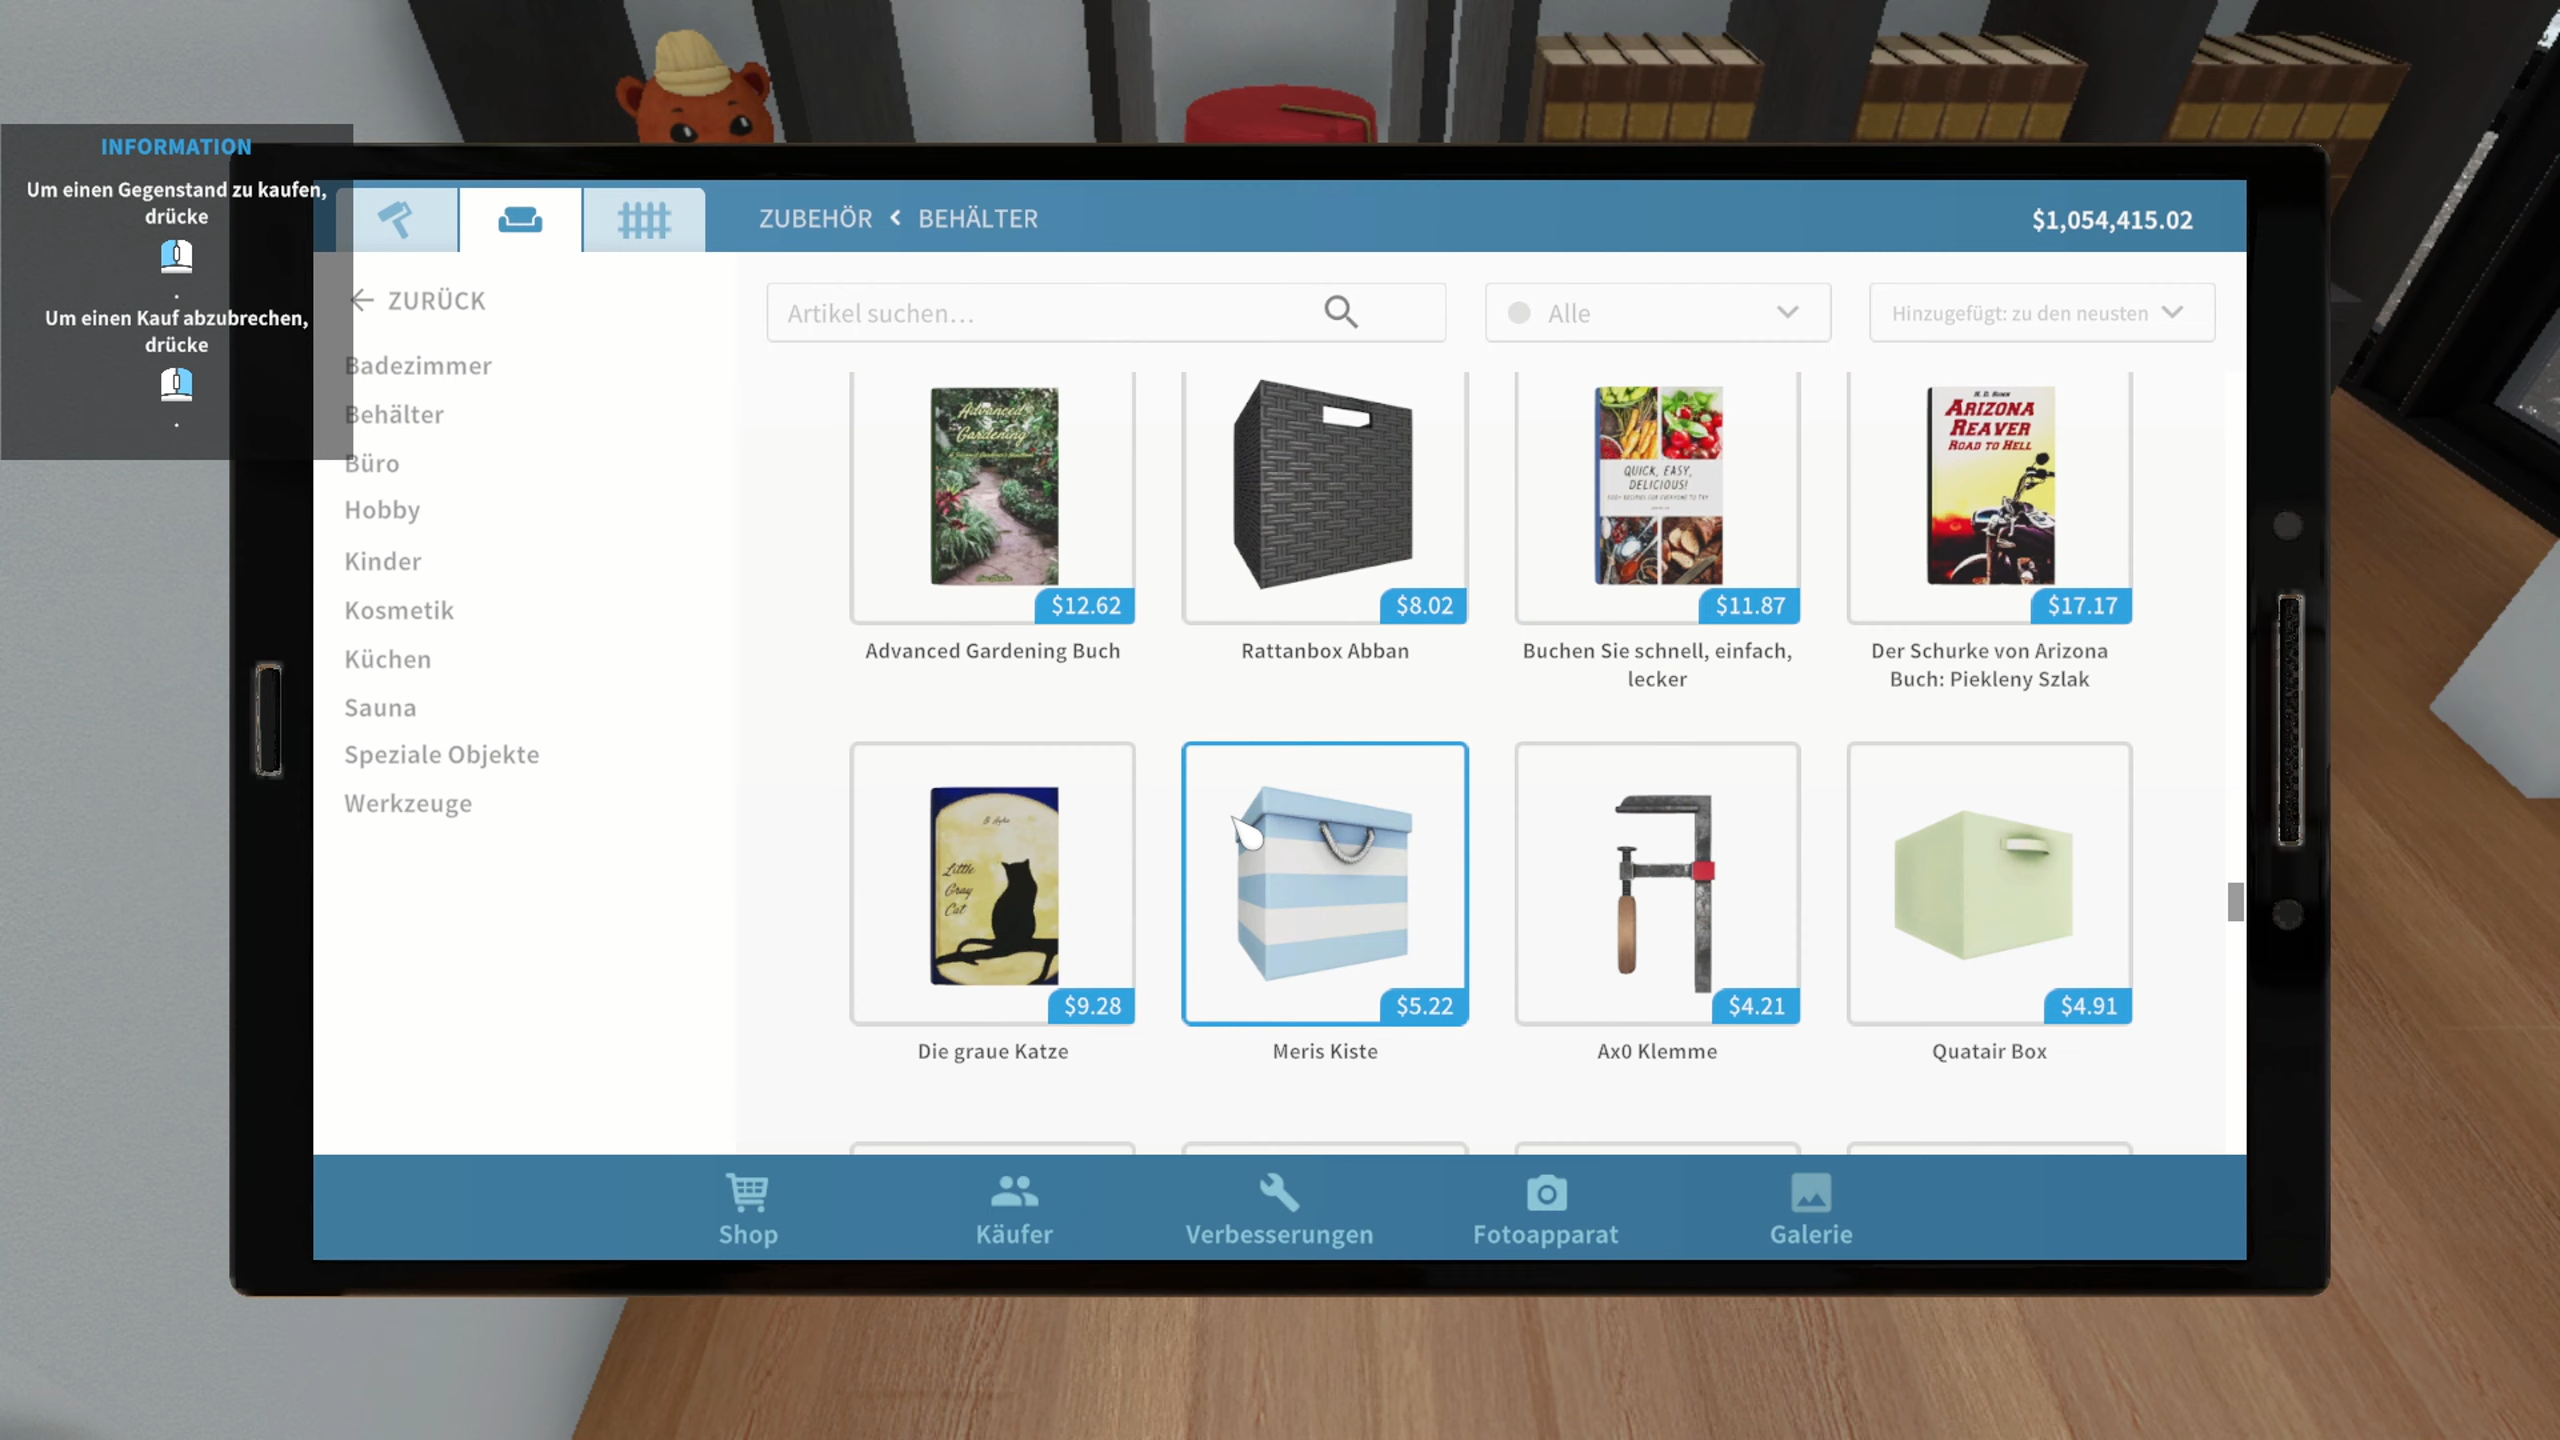 INFORMATION
Um einen Gegenstand zu kaufen,
drücke
.
Um einen Kauf abzubrechen,
drücke
.
ZUBEHÖR < BEHÄLTER
$1,054,415.02
ZURÜCK
Badezimmer
Behälter
Büro
Hobby
Kinder
Kosmetik
Küchen
Sauna
Speziale Objekte
Werkzeuge
Artikel suchen...
Alle
Hinzugefügt: zu den neusten
Advanced
Gardening
$12.62
Advanced Gardening Buch
$8.02
Rattanbox Abban
QUICK, EASY,
DELICIOUS!
$11.87
Buchen Sie schnell, einfach,
lecker
ARIZONA
REAVER
ROAD TO HELL
$17.17
Der Schurke von Arizona
Buch: Piekleny Szlak
Little
Gray
Cat
$9.28
Die graue Katze
$5.22
Meris Kiste
$4.21
Ax0 Klemme
$4.91
Quatair Box
Shop
Käufer
Verbesserungen
Fotoapparat
Galerie